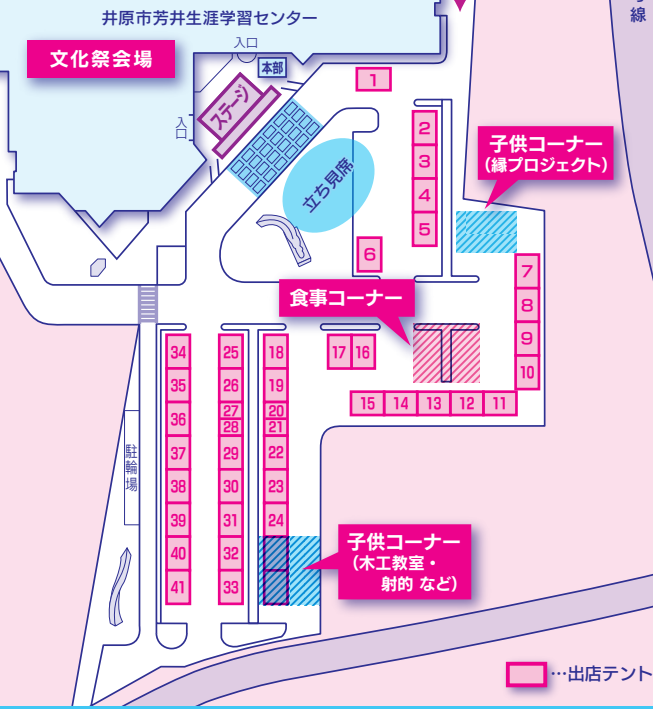 井原市芳井生涯学習センター
線
入口
文化祭会場
本部
ステージ
入口
立ち見席
1
2
3
4
5
6
子供コーナー
(縁プロジェクト)
7
8
9
10
食事コーナー
17 16
15 14 13 12 11
34
35
36
37
38
39
40
41
25
26
27
28
29
30
31
32
33
18
19
20
21
22
23
24
駐輪場
子供コーナー
(木工教室・
射的 など)
…出店テント